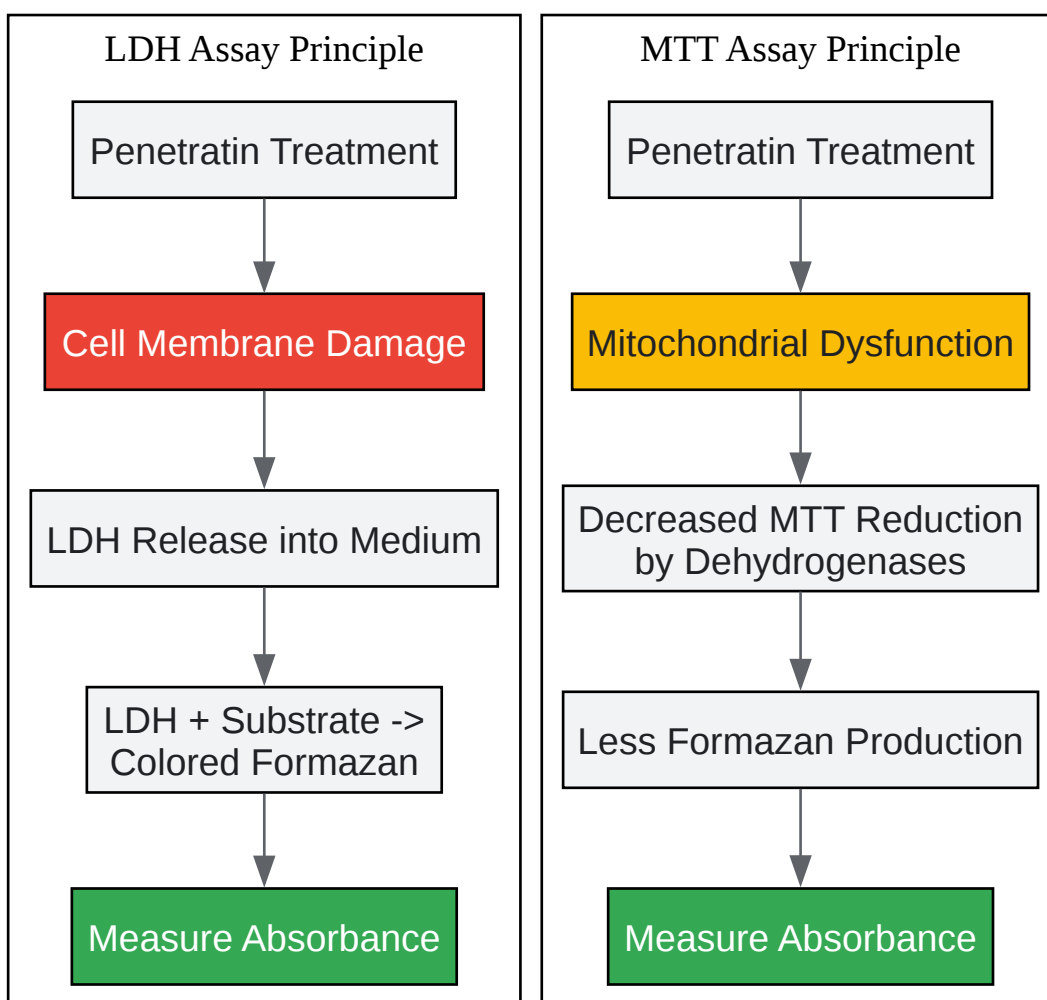 LDH Assay Principle
Penetratin Treatment
Cell Membrane Damage
LDH Release into Medium
LDH + Substrate ->
Colored Formazan
Measure Absorbance
MTT Assay Principle
Penetratin Treatment
Mitochondrial Dysfunction
Decreased MTT Reduction
by Dehydrogenases
Less Formazan Production
Measure Absorbance